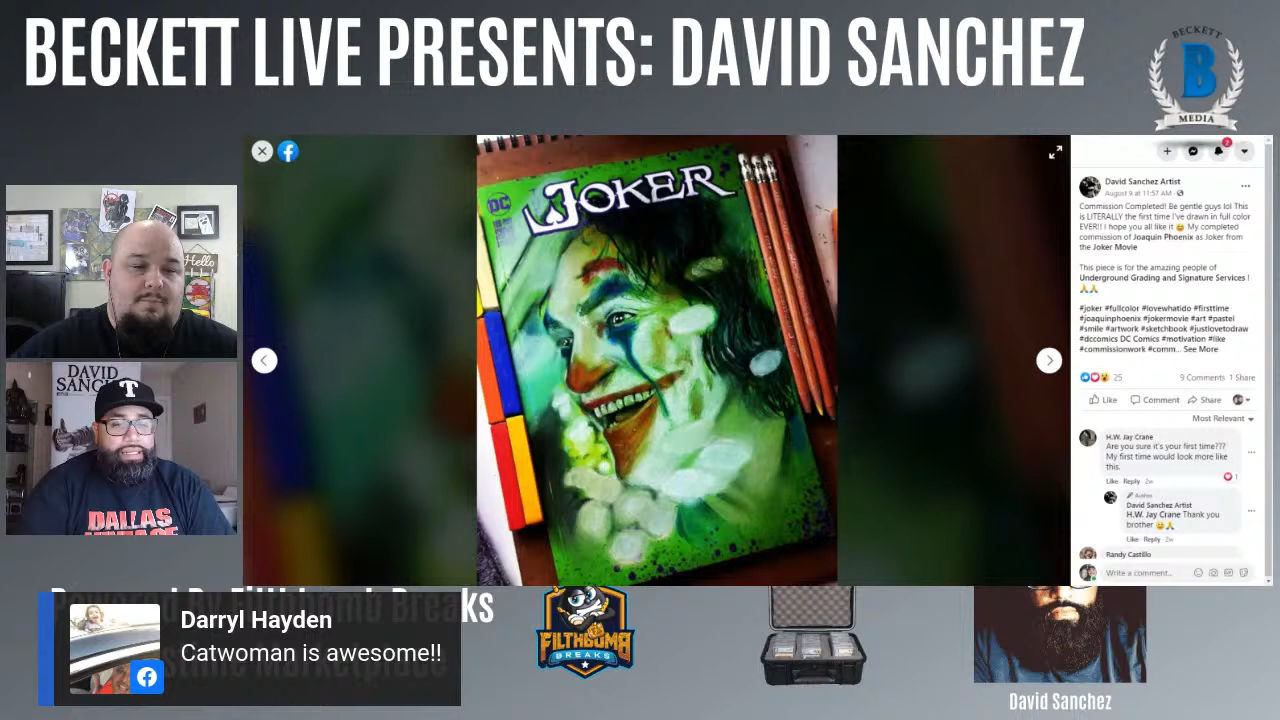 BECKETT LIVE PRESENTS: DAVID SANCHEZ
BECKETT
B
MEDIA
Hello
DAVID
T
DALLAS
DC
JOKER
David Sanchez Artist
August 9 at 11:57 AM
Commission Completed! Be gentle guys lol This
is LITERALLY the first time I've drawn in full color
EVER!! I hope you all like it 😊 My completed
commission of Joaquin Phoenix as Joker from
the Joker Movie
This piece is for the amazing people of
Underground Grading and Signature Services !
🙏🙏
#joker #fullcolor #lovewhatido #firsttime
#joaquinphoenix #jokermovie #art #pastel
#smile #artwork #sketchbook #justlovetodraw
#dccomics DC Comics #motivation #like
#commissionwork #comm... See More
25
9 Comments 1 Share
Like Comment Share
Most Relevant
H.W. Jay Crane
Are you sure it's your first time???
My first time would look more like
this.
1
Like Reply 2w
Author
David Sanchez Artist
H.W. Jay Crane Thank you
brother 😊🙏
Like Reply 2w
Randy Castillo
Write a comment...
Powered By Filthbomb Breaks
Darryl Hayden
Catwoman is awesome!!
FILTHBOMB
BREAKS
David Sanchez